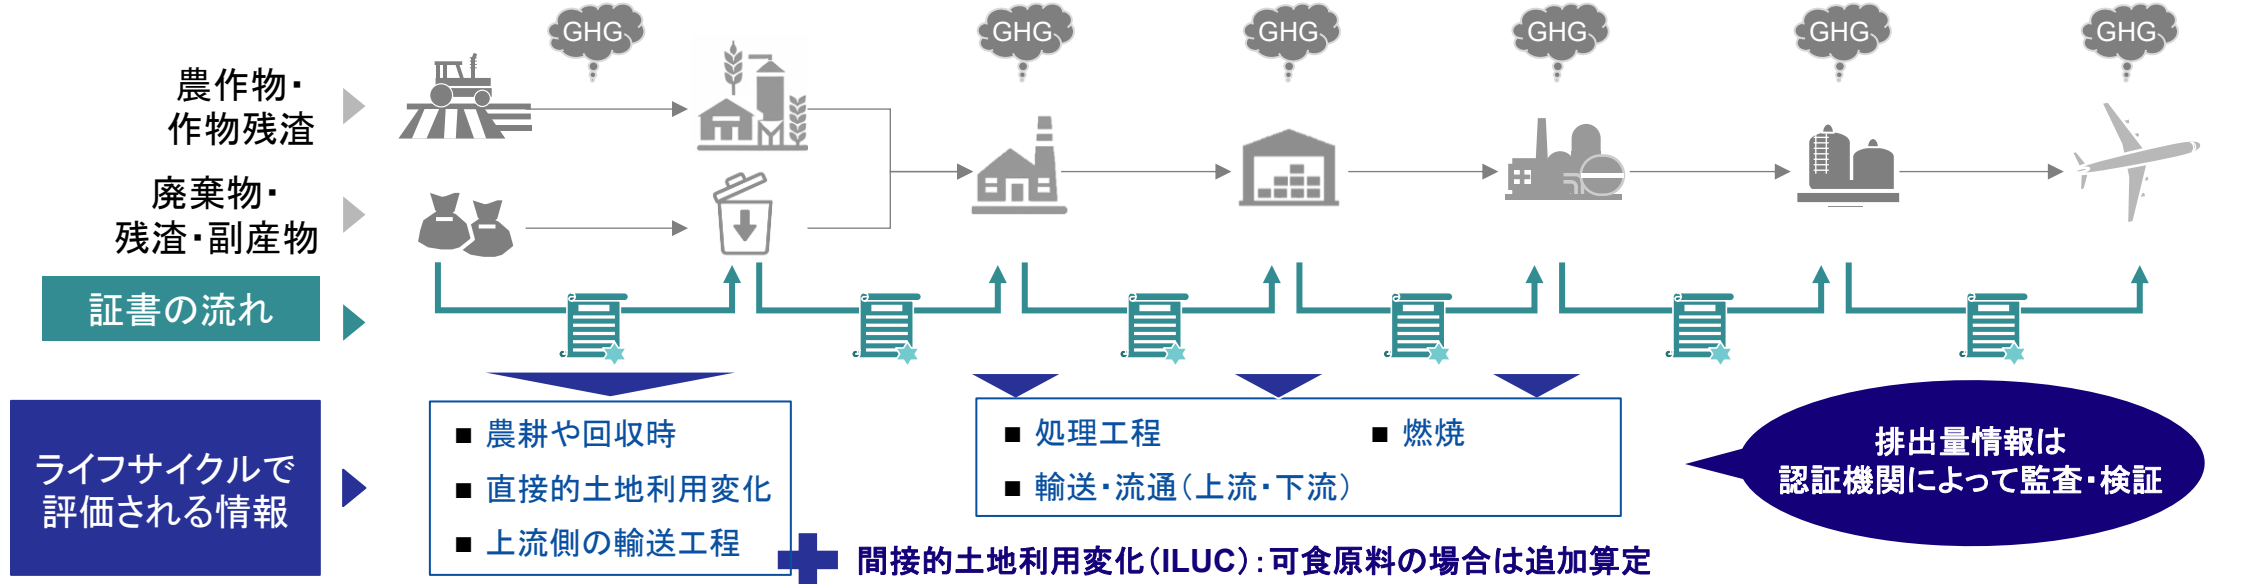 GHG GHG GHG GHG GHG GHG
農作物・
作物残渣
廃棄物・
残渣・副産物
証書の流れ
ライフサイクルで
評価される情報
■ 農耕や回収時
■ 直接的土地利用変化
■ 上流側の輸送工程
■ 処理工程
■ 燃焼
■ 輸送・流通(上流・下流)
排出量情報は
認証機関によって監査・検証
間接的土地利用変化(ILUC):可食原料の場合は追加算定